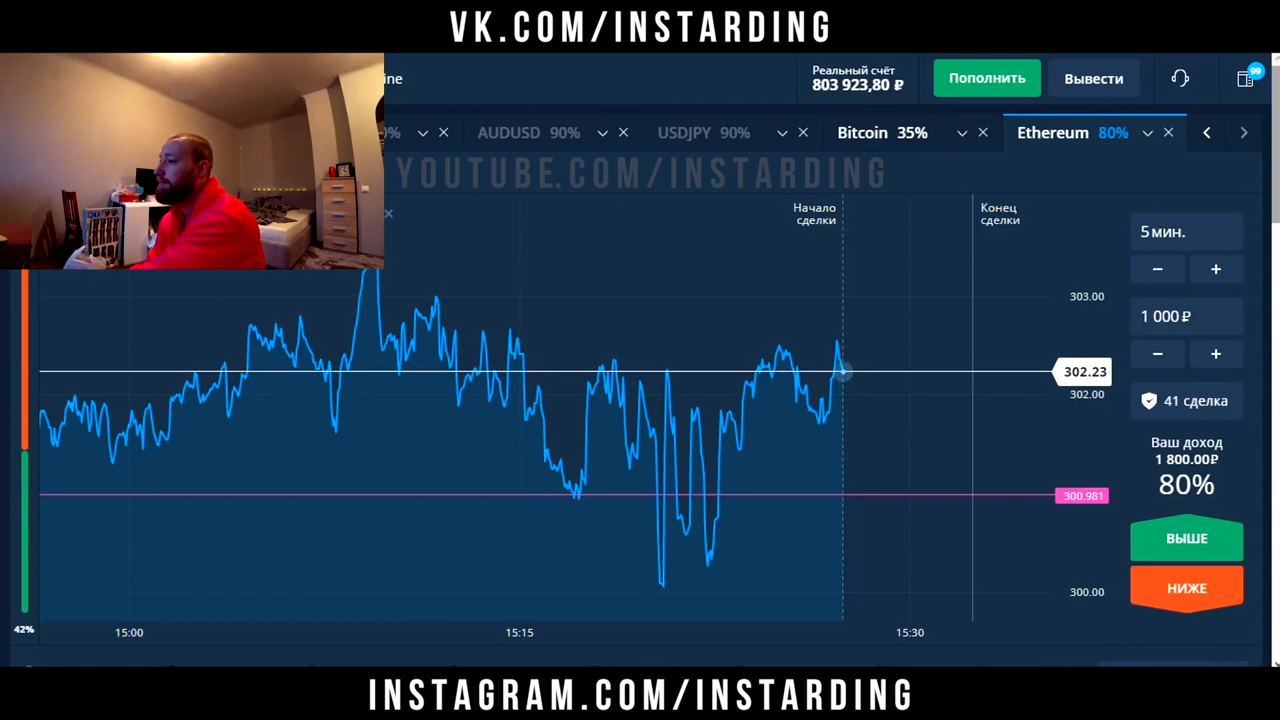 VK.COM/INSTARDING
ine
Реальный счёт
803 923,80 ₽
Пополнить
Вывести
99
0%
AUDUSD 90%
USDJPY 90%
Bitcoin 35%
Ethereum 80%
YOUTUBE.COM/INSTARDING
Начало
сделки
Конец
сделки
5 мин.
303.00
1 000 ₽
302.23
302.00
41 сделка
Ваш доход
1 800.00₽
80%
300.981
ВЫШЕ
НИЖЕ
300.00
42%
15:00
15:15
15:30
INSTAGRAM.COM/INSTARDING